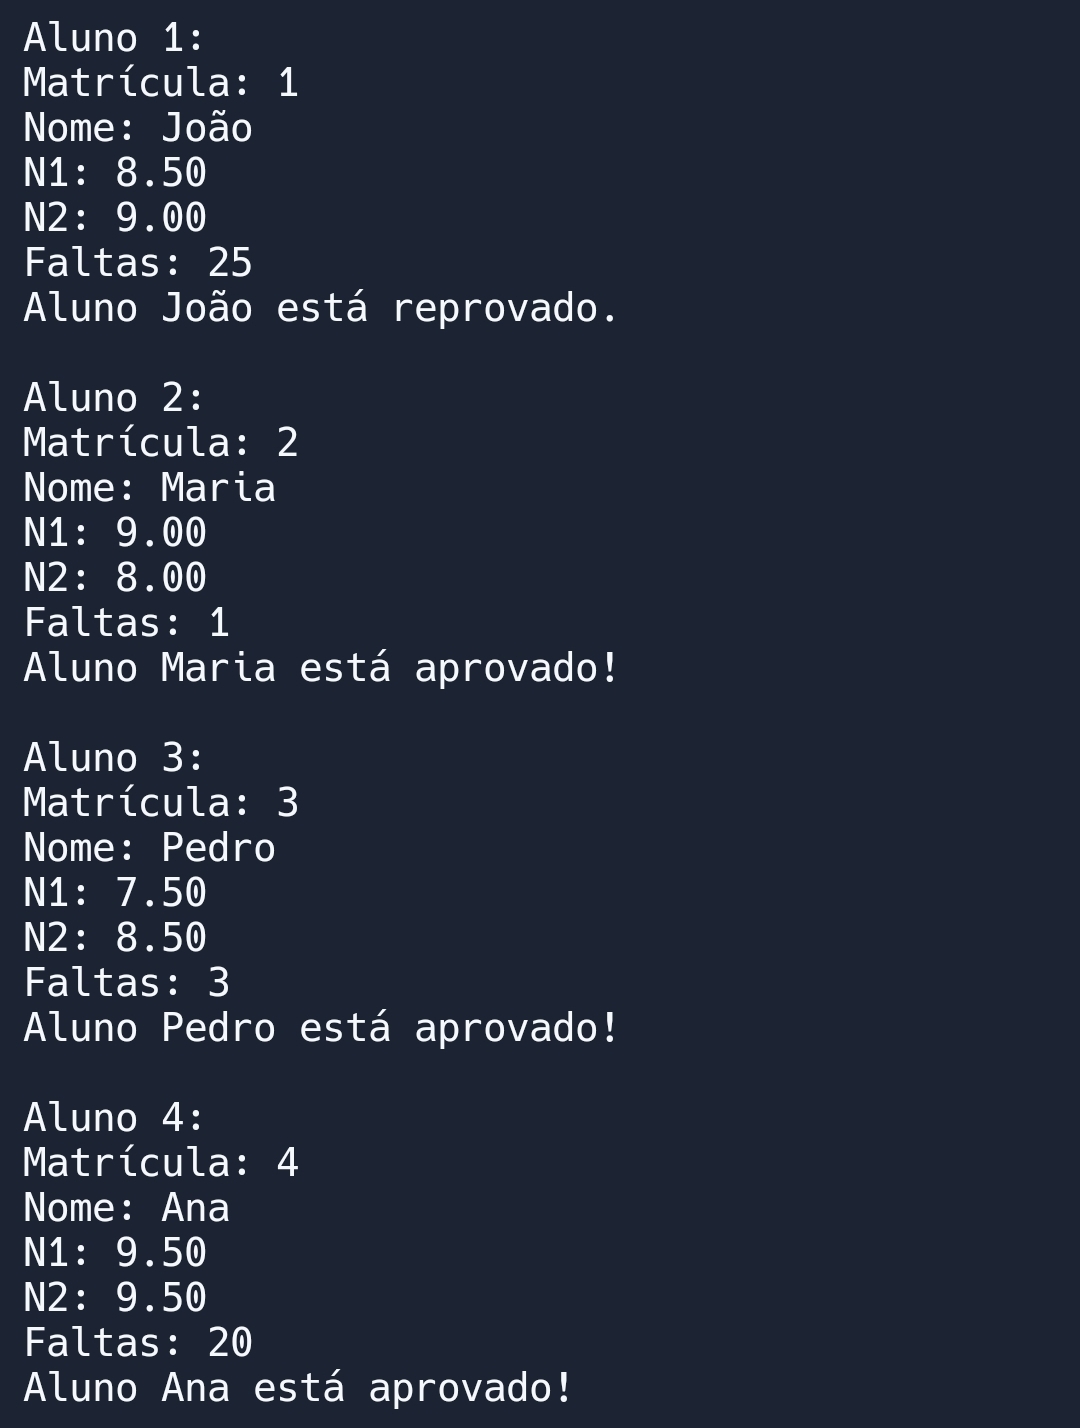 Aluno 1:
Matrícula: 1
Nome: João
N1: 8.50
N2: 9.00
Faltas: 25
Aluno João está reprovado.
Aluno 2:
Matrícula: 2
Nome: Maria
N1: 9.00
N2: 8.00
Faltas: 1
Aluno Maria está aprovado!
Aluno 3:
Matrícula: 3
Nome: Pedro
N1: 7.50
N2: 8.50
Faltas: 3
Aluno Pedro está aprovado!
Aluno 4:
Matrícula: 4
Nome: Ana
N1: 9.50
N2: 9.50
Faltas: 20
Aluno Ana está aprovado!